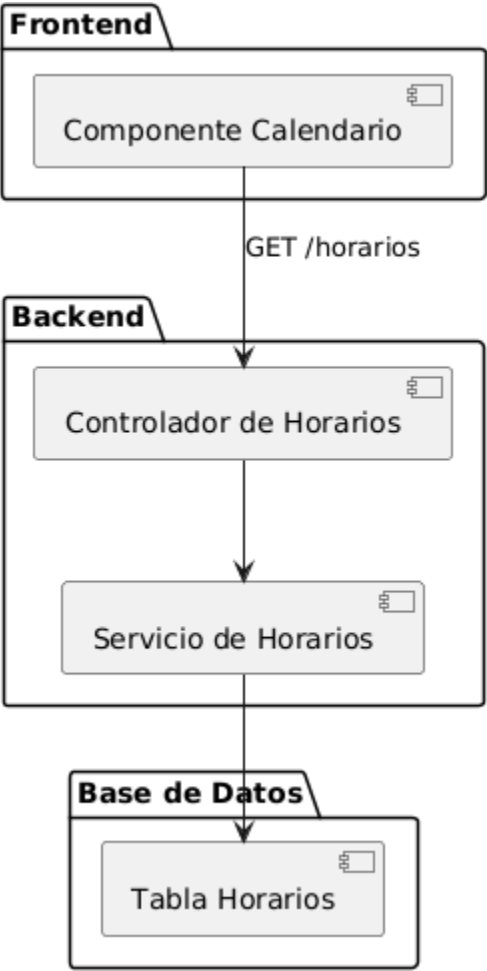 Frontend
Componente Calendario
GET /horarios
Backend
Controlador de Horarios
Servicio de Horarios
Base de Datos
Tabla Horarios